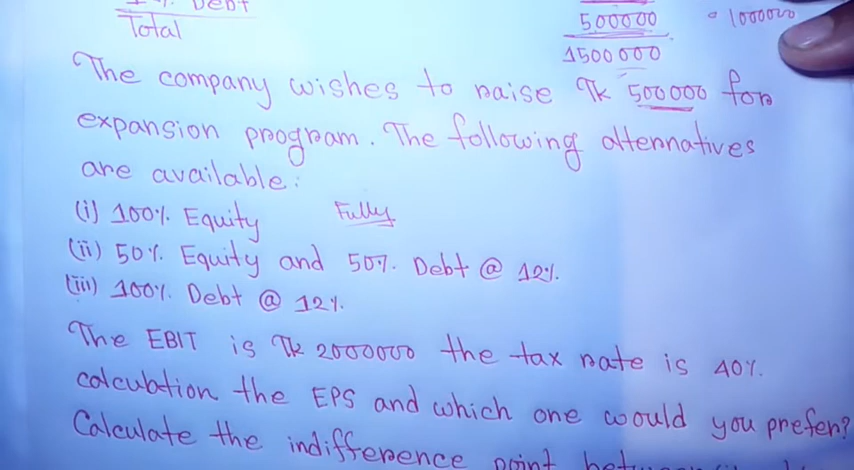 Debt
500000 = 1000000
Total
1500000
The company wishes to raise Tk 500000 for
expansion program. The following alternatives
are available:
(i) 100% Equity Fully
(ii) 50% Equity and 50% Debt @ 12%.
(iii) 100% Debt @ 12%.
The EBIT is Tk 2000000 the tax rate is 40%.
calculation the EPS and which one would you prefer?
Calculate the indifference point